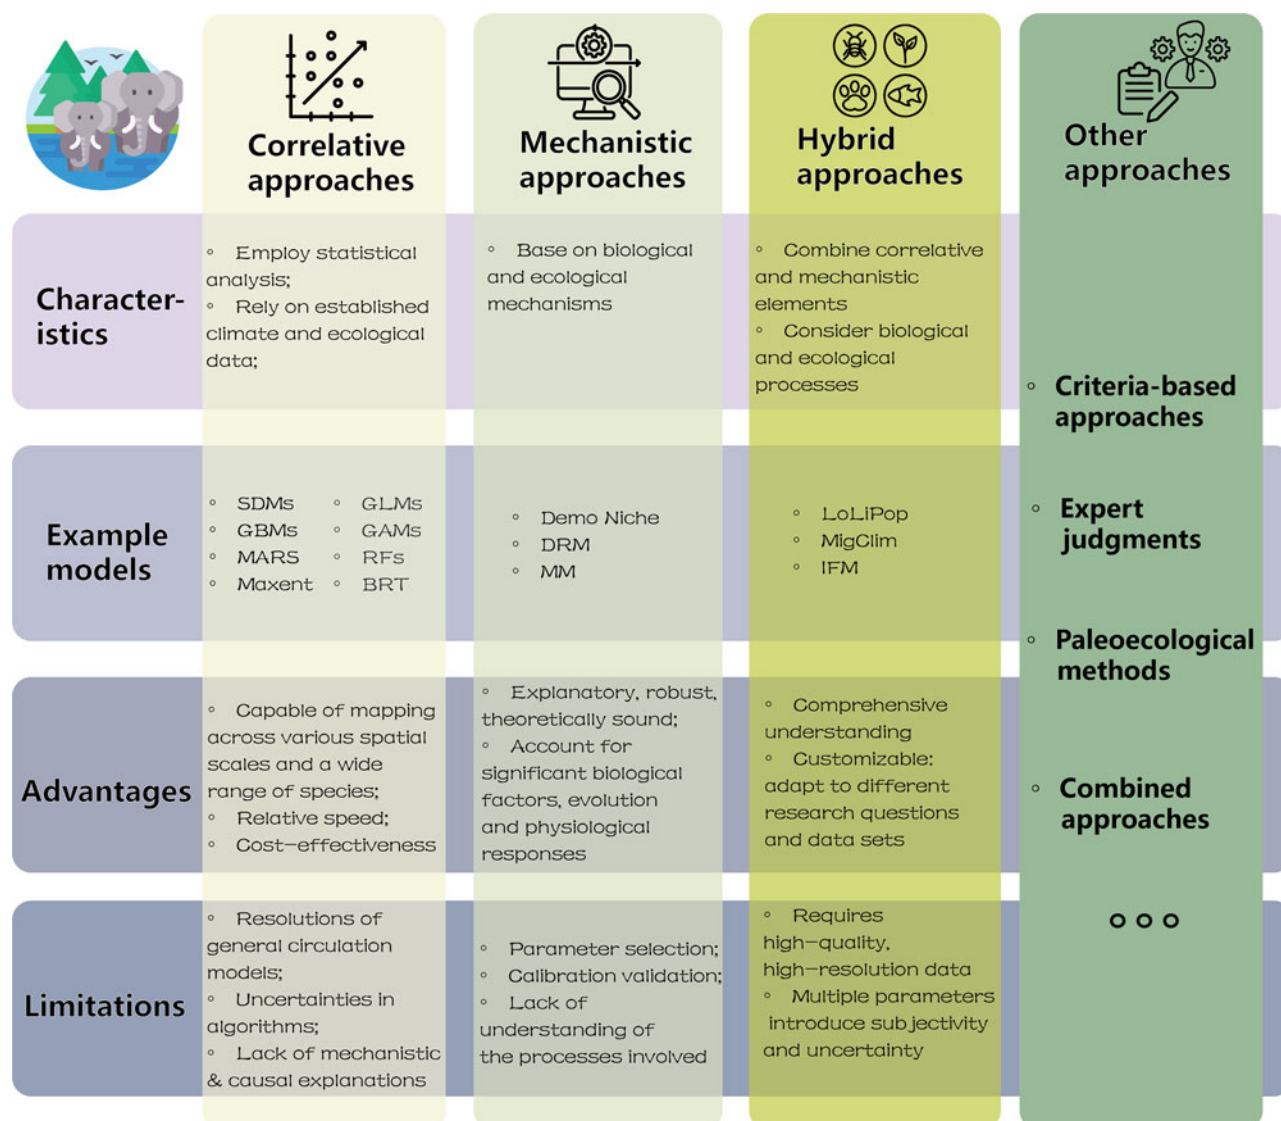 Correlative
approaches
Mechanistic
approaches
Hybrid
approaches
Other
approaches
Character-
istics
◦ Employ statistical
analysis;
◦ Rely on established
climate and ecological
data;
◦ Base on biological
and ecological
mechanisms
◦ Combine correlative
and mechanistic
elements
◦ Consider biological
and ecological
processes
Example
models
◦ SDMs ◦ GLMs
◦ GBMs ◦ GAMs
◦ MARS ◦ RFs
◦ Maxent ◦ BRT
◦ Demo Niche
◦ DRM
◦ MM
◦ LoLiPop
◦ MigClim
◦ IFM
Advantages
◦ Capable of mapping
across various spatial
scales and a wide
range of species;
◦ Relative speed;
◦ Cost-effectiveness
◦ Explanatory, robust,
theoretically sound;
◦ Account for
significant biological
factors, evolution
and physiological
responses
◦ Comprehensive
understanding
◦ Customizable:
adapt to different
research questions
and data sets
Limitations
◦ Resolutions of
general circulation
models;
◦ Uncertainties in
algorithms;
◦ Lack of mechanistic
& causal explanations
◦ Parameter selection;
◦ Calibration validation;
◦ Lack of
understanding of
the processes involved
◦ Requires
high-quality,
high-resolution data
◦ Multiple parameters
introduce subjectivity
and uncertainty
◦ Criteria-based
approaches
◦ Expert
judgments
◦ Paleoecological
methods
◦ Combined
approaches